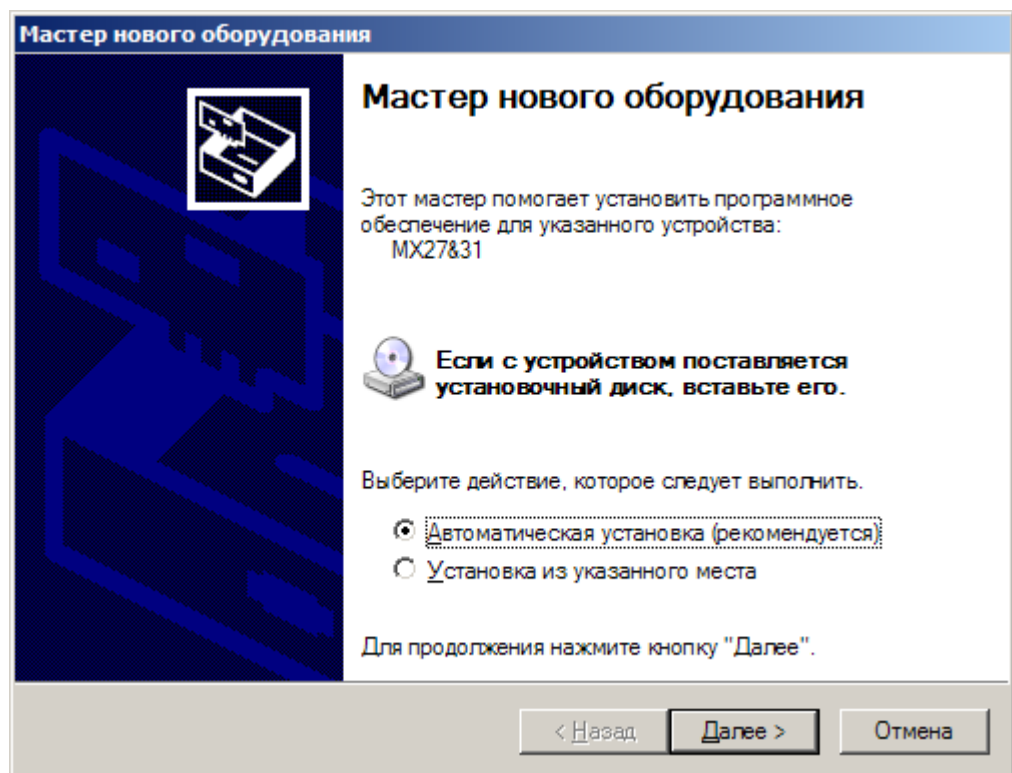 Мастер нового оборудования
Мастер нового оборудования
Этот мастер помогает установить программное
обеспечение для указанного устройства:
MX27&31
Если с устройством поставляется
установочный диск, вставьте его.
Выберите действие, которое следует выполнить.
Автоматическая установка (рекомендуется)
Установка из указанного места
Для продолжения нажмите кнопку "Далее".
< Назад Далее > Отмена